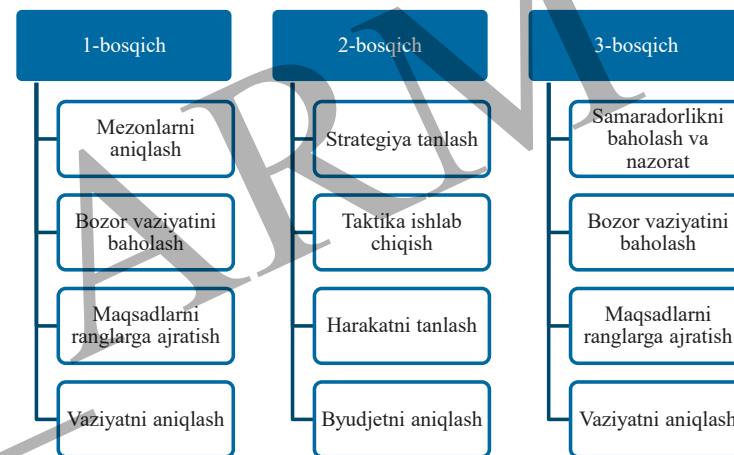 1-bosqich
Mezonlarni
aniqlash
Bozor vaziyatini
baholash
Maqsadlarni
ranglarga ajratish
Vaziyatni aniqlash
2-bosqich
Strategiya tanlash
Taktika ishlab
chiqish
Harakatni tanlash
Byudjetni aniqlash
3-bosqich
Samaradorlikni
baholash va
nazorat
Bozor vaziyatini
baholash
Maqsadlarni
ranglarga ajratish
Vaziyatni aniqlash
ARM